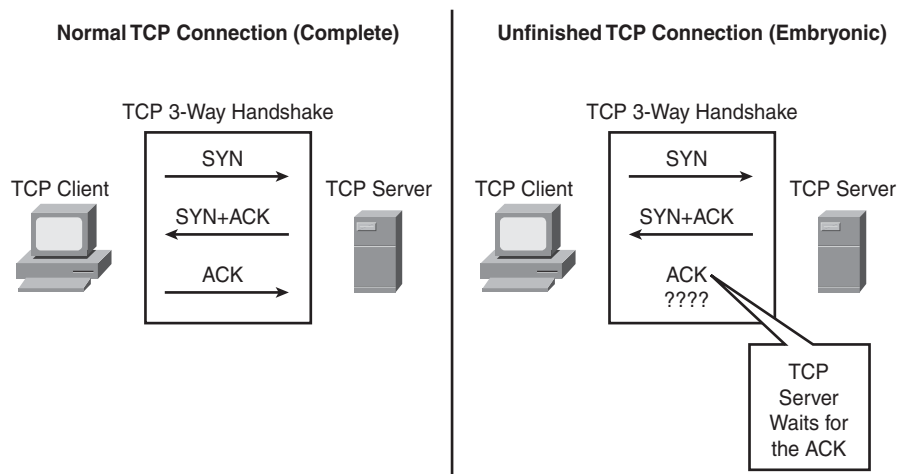 Normal TCP Connection (Complete)
TCP 3-Way Handshake
TCP Client
SYN
SYN+ACK
ACK
TCP Server
Unfinished TCP Connection (Embryonic)
TCP 3-Way Handshake
TCP Client
SYN
SYN+ACK
ACK
????
TCP Server
TCP
Server
Waits for
the ACK